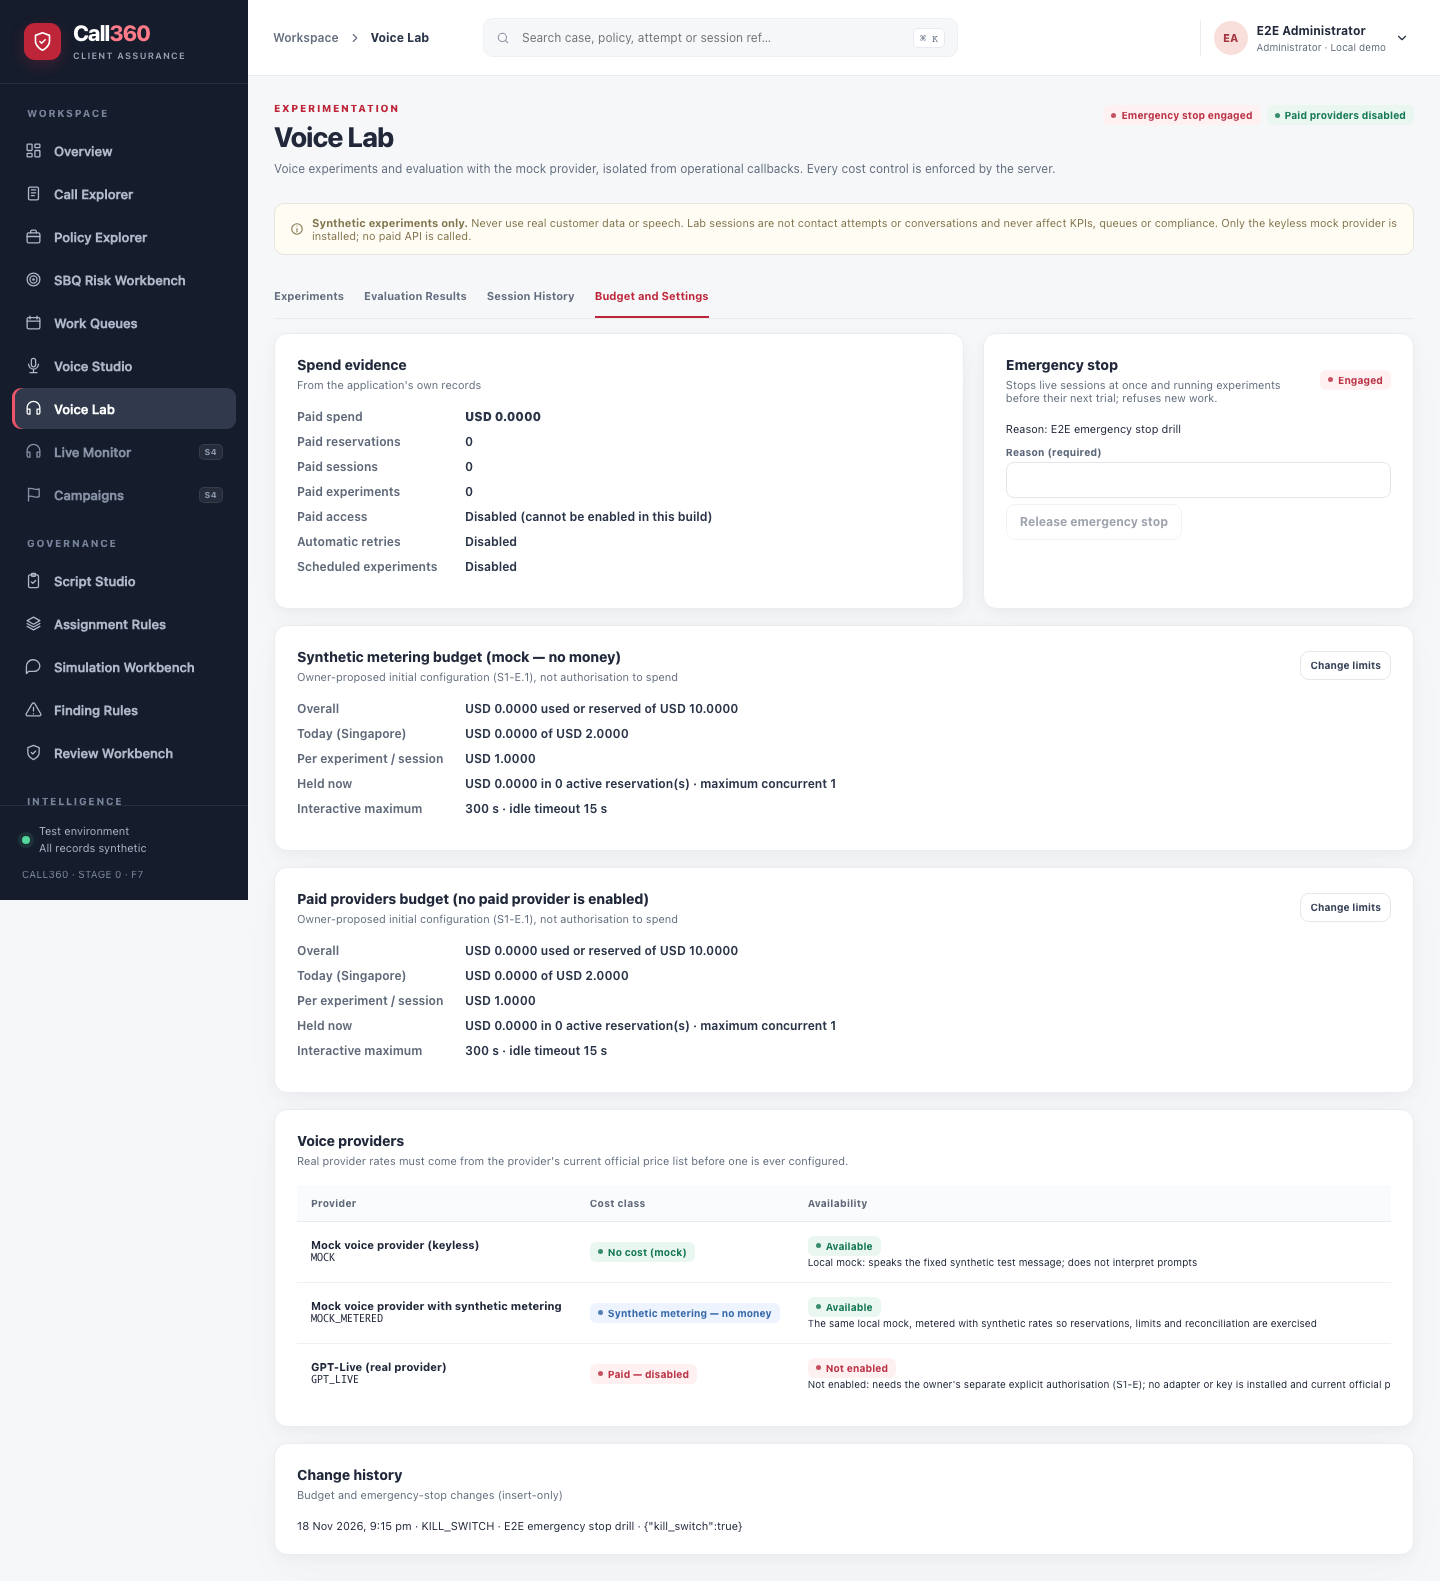 Call360
CLIENT ASSURANCE
WORKSPACE
Overview
Call Explorer
Policy Explorer
SBQ Risk Workbench
Work Queues
Voice Studio
Voice Lab
Live Monitor S4
Campaigns S4
GOVERNANCE
Script Studio
Assignment Rules
Simulation Workbench
Finding Rules
Review Workbench
INTELLIGENCE
Test environment
All records synthetic
CALL360 · STAGE 0 · F7
Workspace > Voice Lab
Search case, policy, attempt or session ref...
⌘ K
EA
E2E Administrator
Administrator · Local demo
EXPERIMENTATION
Voice Lab
Voice experiments and evaluation with the mock provider, isolated from operational callbacks. Every cost control is enforced by the server.
Emergency stop engaged
Paid providers disabled
Synthetic experiments only. Never use real customer data or speech. Lab sessions are not contact attempts or conversations and never affect KPIs, queues or compliance. Only the keyless mock provider is
installed; no paid API is called.
Experiments Evaluation Results Session History Budget and Settings
Spend evidence
From the application's own records
Paid spend USD 0.0000
Paid reservations 0
Paid sessions 0
Paid experiments 0
Paid access Disabled (cannot be enabled in this build)
Automatic retries Disabled
Scheduled experiments Disabled
Emergency stop
Stops live sessions at once and running experiments
before their next trial; refuses new work.
Engaged
Reason: E2E emergency stop drill
Reason (required)
Release emergency stop
Synthetic metering budget (mock — no money)
Owner-proposed initial configuration (S1-E.1), not authorisation to spend
Change limits
Overall USD 0.0000 used or reserved of USD 10.0000
Today (Singapore) USD 0.0000 of USD 2.0000
Per experiment / session USD 1.0000
Held now USD 0.0000 in 0 active reservation(s) · maximum concurrent 1
Interactive maximum 300 s · idle timeout 15 s
Paid providers budget (no paid provider is enabled)
Owner-proposed initial configuration (S1-E.1), not authorisation to spend
Change limits
Overall USD 0.0000 used or reserved of USD 10.0000
Today (Singapore) USD 0.0000 of USD 2.0000
Per experiment / session USD 1.0000
Held now USD 0.0000 in 0 active reservation(s) · maximum concurrent 1
Interactive maximum 300 s · idle timeout 15 s
Voice providers
Real provider rates must come from the provider's current official price list before one is ever configured.
Provider Cost class Availability
Mock voice provider (keyless)
MOCK
No cost (mock)
Available
Local mock: speaks the fixed synthetic test message; does not interpret prompts
Mock voice provider with synthetic metering
MOCK_METERED
Synthetic metering — no money
Available
The same local mock, metered with synthetic rates so reservations, limits and reconciliation are exercised
GPT-Live (real provider)
GPT_LIVE
Paid — disabled
Not enabled
Not enabled: needs the owner's separate explicit authorisation (S1-E); no adapter or key is installed and current official p
Change history
Budget and emergency-stop changes (insert-only)
18 Nov 2026, 9:15 pm · KILL_SWITCH · E2E emergency stop drill · {"kill_switch":true}